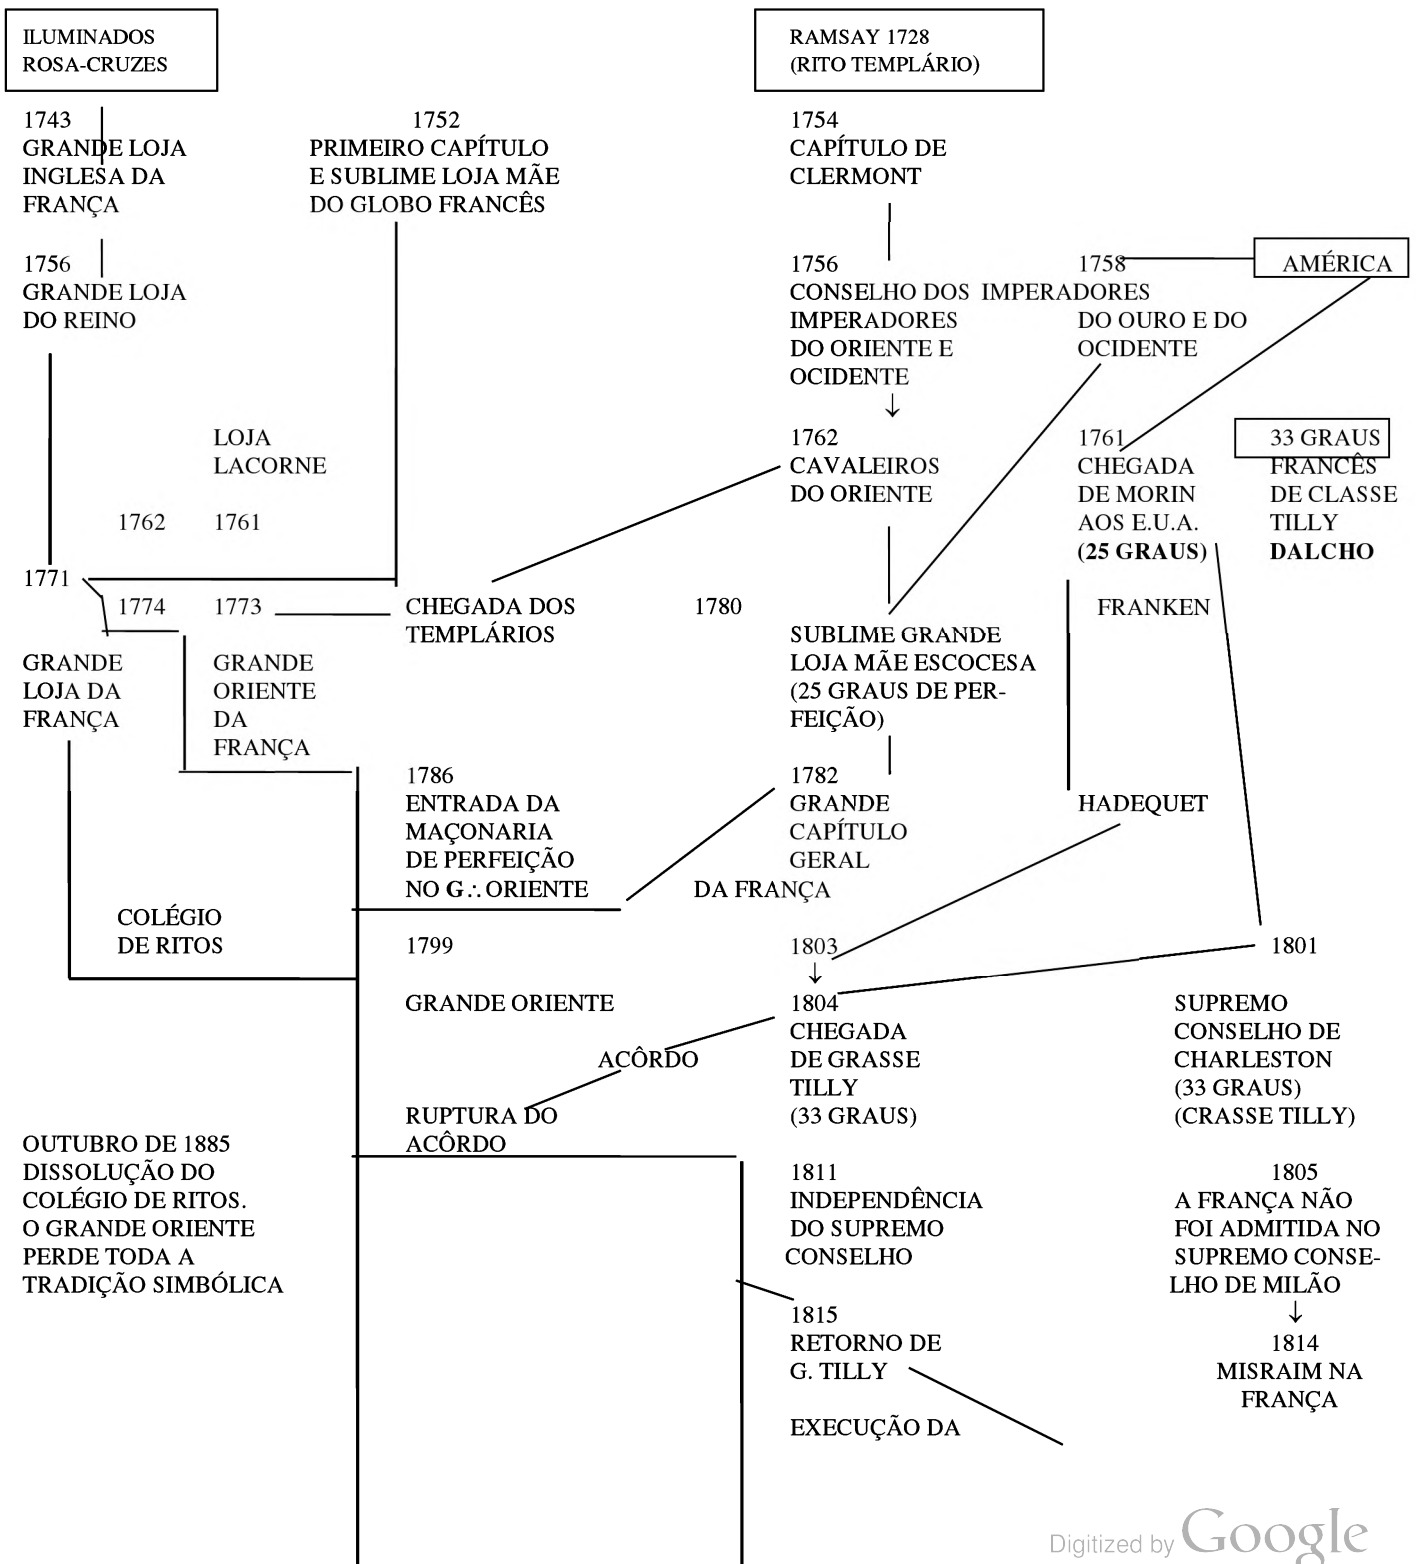 ILUMINADOS
ROSA-CRUZES
RAMSAY 1728
(RITO TEMPLÁRIO)
1743
GRANDE LOJA
INGLESA DA
FRANÇA
1752
PRIMEIRO CAPÍTULO
E SUBLIME LOJA MÃE
DO GLOBO FRANCÊS
1754
CAPÍTULO DE
CLERMONT
1756
GRANDE LOJA
DO REINO
1756
CONSELHO DOS
IMPERADORES
DO ORIENTE E
OCIDENTE
1758
IMPERADORES
DO OURO E DO
OCIDENTE
AMÉRICA
LOJA
LACORNE
1762 1761
1762
CAVALEIROS
DO ORIENTE
1761
CHEGADA
DE MORIN
AOS E.U.A.
(25 GRAUS)
33 GRAUS
FRANCÊS
DE CLASSE
TILLY
DALCHO
1771
1774 1773
CHEGADA DOS
TEMPLÁRIOS
1780
FRANKEN
SUBLIME GRANDE
LOJA MÃE ESCOCESA
(25 GRAUS DE PER-
FEIÇÃO)
GRANDE
LOJA DA
FRANÇA
GRANDE
ORIENTE
DA
FRANÇA
1786
ENTRADA DA
MAÇONARIA
DE PERFEIÇÃO
NO G∴ORIENTE
1782
GRANDE
CAPÍTULO
GERAL
DA FRANÇA
HADEQUET
COLÉGIO
DE RITOS
1799
GRANDE ORIENTE
1803
1804
CHEGADA
DE GRASSE
TILLY
(33 GRAUS)
1801
SUPREMO
CONSELHO DE
CHARLESTON
(33 GRAUS)
(CRASSE TILLY)
ACÔRDO
RUPTURA DO
ACÔRDO
OUTUBRO DE 1885
DISSOLUÇÃO DO
COLÉGIO DE RITOS.
O GRANDE ORIENTE
PERDE TODA A
TRADIÇÃO SIMBÓLICA
1811
INDEPENDÊNCIA
DO SUPREMO
CONSELHO
1805
A FRANÇA NÃO
FOI ADMITIDA NO
SUPREMO CONSE-
LHO DE MILÃO
1815
RETORNO DE
G. TILLY
1814
MISRAIM NA
FRANÇA
EXECUÇÃO DA
Digitized by Google